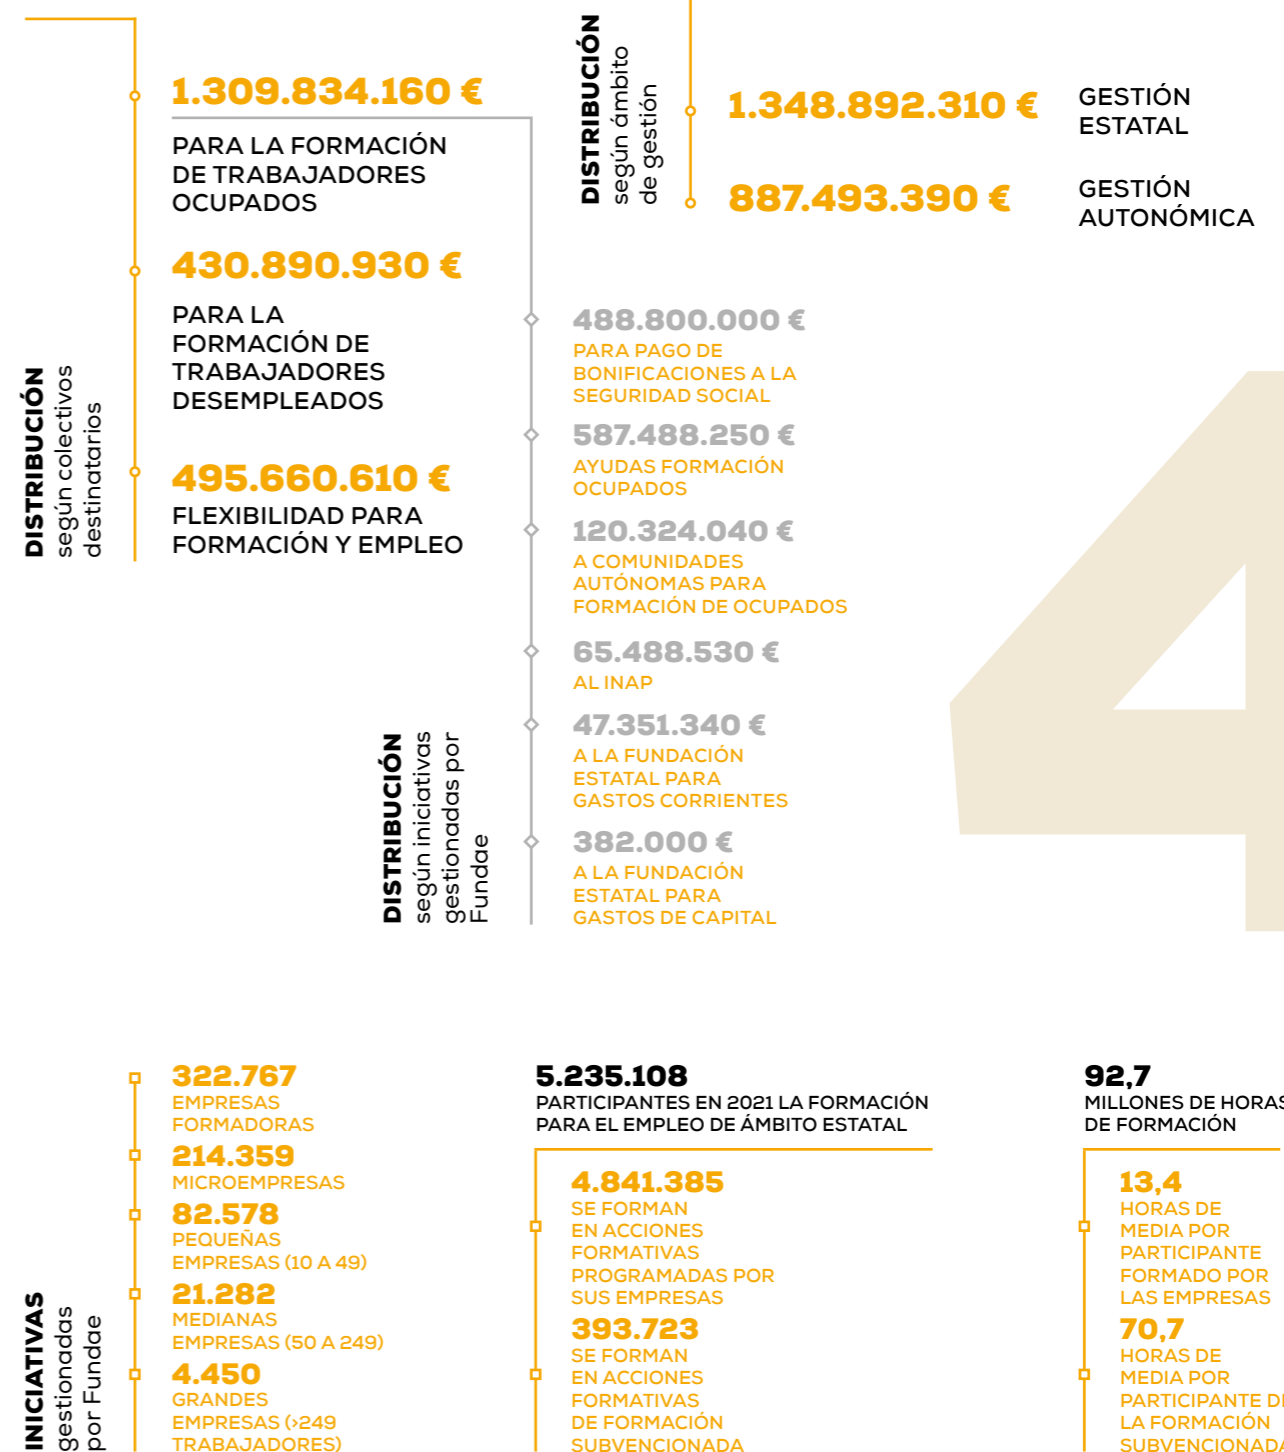 DISTRIBUCIÓN
según colectivos
destinatarios
1.309.834.160 €
PARA LA FORMACIÓN
DE TRABAJADORES
OCUPADOS
430.890.930 €
PARA LA
FORMACIÓN DE
TRABAJADORES
DESEMPLEADOS
495.660.610 €
FLEXIBILIDAD PARA
FORMACIÓN Y EMPLEO
DISTRIBUCIÓN
según ámbito
de gestión
1.348.892.310 €
GESTIÓN
ESTATAL
887.493.390 €
GESTIÓN
AUTONÓMICA
DISTRIBUCIÓN
según iniciativas
gestionadas por
Fundae
488.800.000 €
PARA PAGO DE
BONIFICACIONES A LA
SEGURIDAD SOCIAL
587.488.250 €
AYUDAS FORMACIÓN
OCUPADOS
120.324.040 €
A COMUNIDADES
AUTÓNOMAS PARA
FORMACIÓN DE OCUPADOS
65.488.530 €
AL INAP
47.351.340 €
A LA FUNDACIÓN
ESTATAL PARA
GASTOS CORRIENTES
382.000 €
A LA FUNDACIÓN
ESTATAL PARA
GASTOS DE CAPITAL
4
INICIATIVAS
gestionadas
por Fundae
322.767
EMPRESAS
FORMADORAS
214.359
MICROEMPRESAS
82.578
PEQUEÑAS
EMPRESAS (10 A 49)
21.282
MEDIANAS
EMPRESAS (50 A 249)
4.450
GRANDES
EMPRESAS (>249
TRABAJADORES)
5.235.108
PARTICIPANTES EN 2021 LA FORMACIÓN
PARA EL EMPLEO DE ÁMBITO ESTATAL
4.841.385
SE FORMAN
EN ACCIONES
FORMATIVAS
PROGRAMADAS POR
SUS EMPRESAS
393.723
SE FORMAN
EN ACCIONES
FORMATIVAS
DE FORMACIÓN
SUBVENCIONADA
92,7
MILLONES DE HORAS
DE FORMACIÓN
13,4
HORAS DE
MEDIA POR
PARTICIPANTE
FORMADO POR
LAS EMPRESAS
70,7
HORAS DE
MEDIA POR
PARTICIPANTE DE
LA FORMACIÓN
SUBVENCIONADA